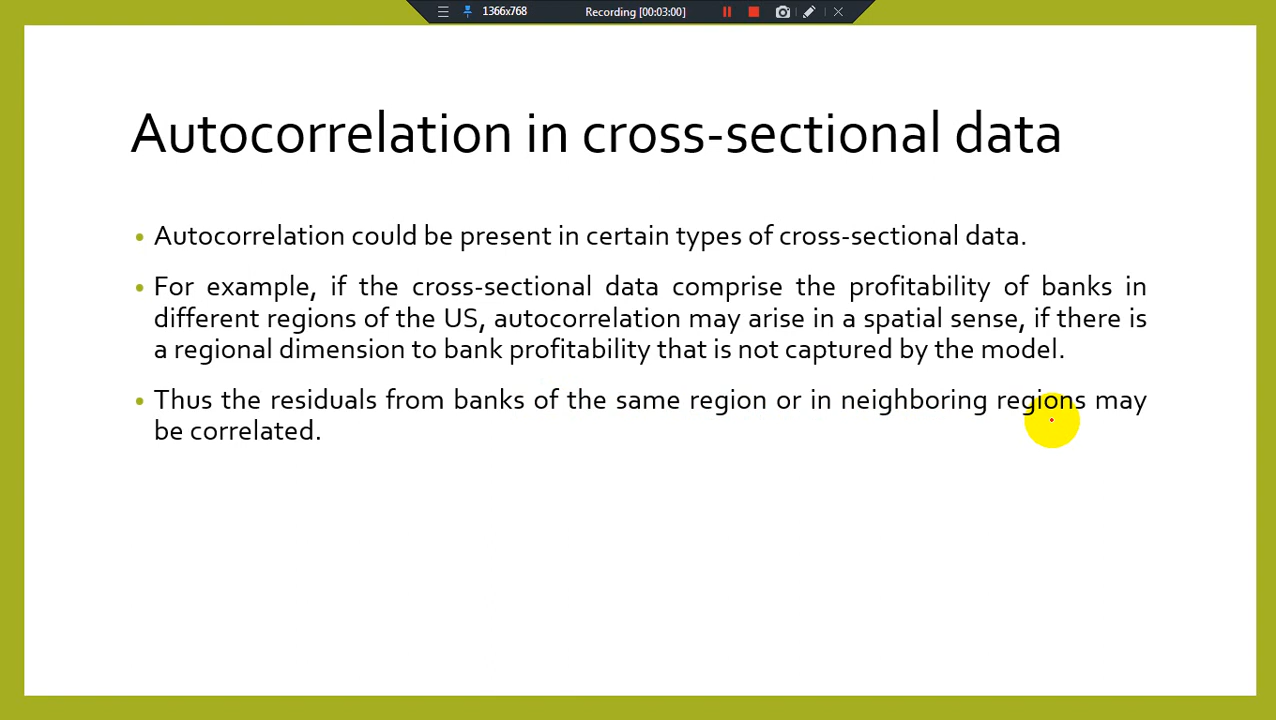 1366x768 Recording [00:03:00]
Autocorrelation in cross-sectional data
• Autocorrelation could be present in certain types of cross-sectional data.
• For example, if the cross-sectional data comprise the profitability of banks in
different regions of the US, autocorrelation may arise in a spatial sense, if there is
a regional dimension to bank profitability that is not captured by the model.
• Thus the residuals from banks of the same region or in neighboring regions may
be correlated.